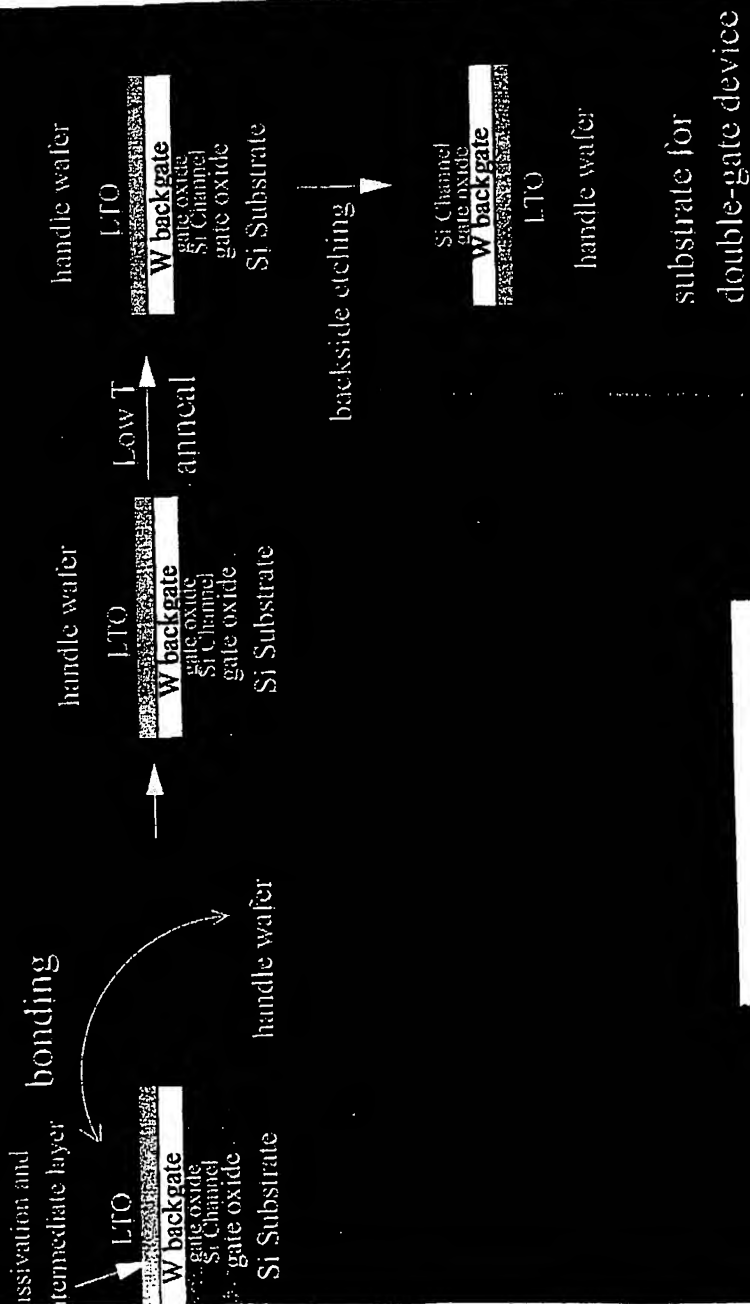 ssivation and
ntermediate layer
bonding
LTO
W backgate
gate oxide
Si Channel
gate oxide
Si Substrate
handle wafer
handle wafer
LTO
W backgate
gate oxide
Si Channel
gate oxide
Si Substrate
Low T
anneal
handle wafer
LTO
W backgate
gate oxide
Si Channel
gate oxide
Si Substrate
backside etching
Si Channel
gate oxide
W backgate
LTO
handle wafer
substrate for
double-gate device